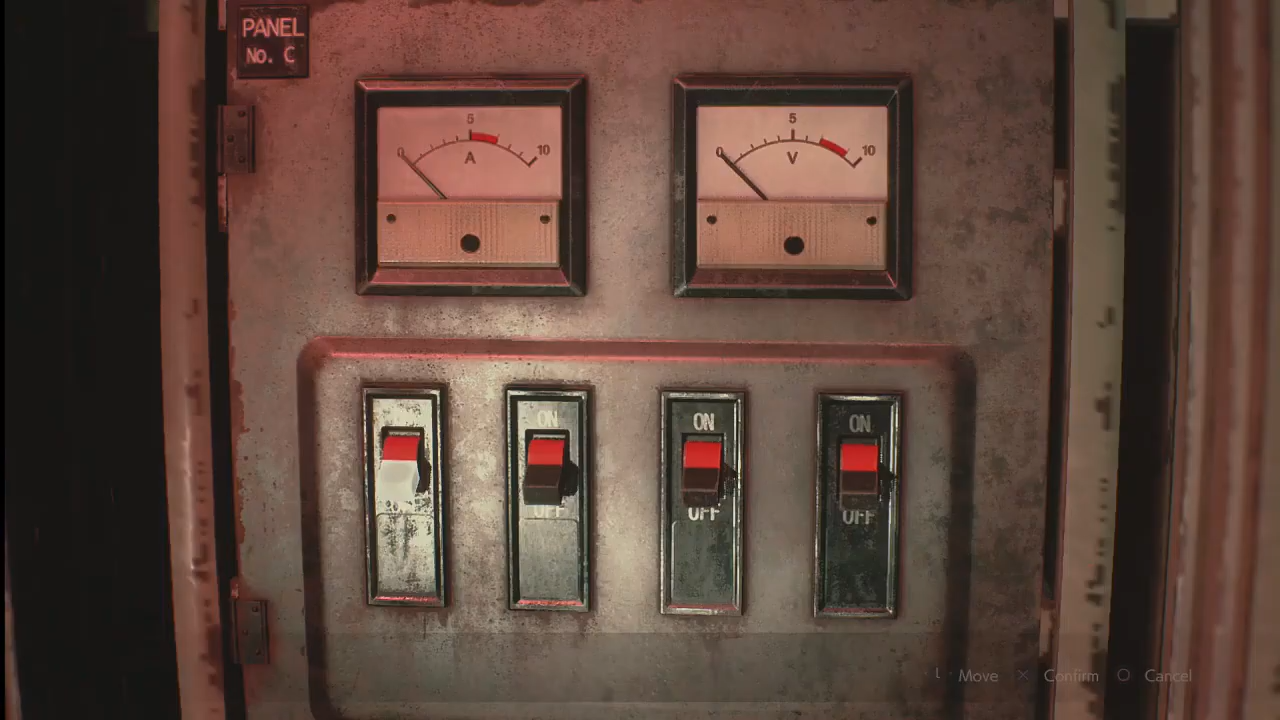 PANEL
No. C
0 5 10
A
0 5 10
V
ON ON ON
OFF OFF OFF
L Move X Confirm O Cancel